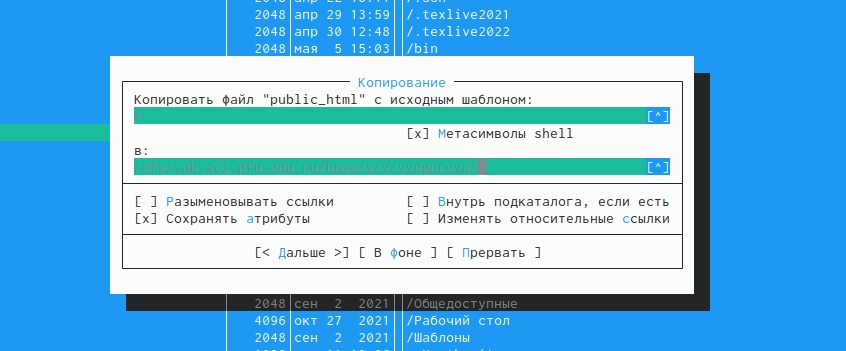 2048 апр 29 13:59 /.texlive2021
2048 апр 30 12:48 /.texlive2022
2048 мая 5 15:03 /bin
Копирование
Копировать файл "public_html" с исходным шаблоном:
[^]
[x] Метасимволы shell
в:
[^]
[ ] Разыменовывать ссылки [ ] Внутрь подкаталога, если есть
[x] Сохранять атрибуты [ ] Изменять относительные ссылки
[< Дальше >] [ В фоне ] [ Прервать ]
2048 сен 2 2021 /Общедоступные
4096 окт 27 2021 /Рабочий стол
2048 сен 2 2021 /Шаблоны